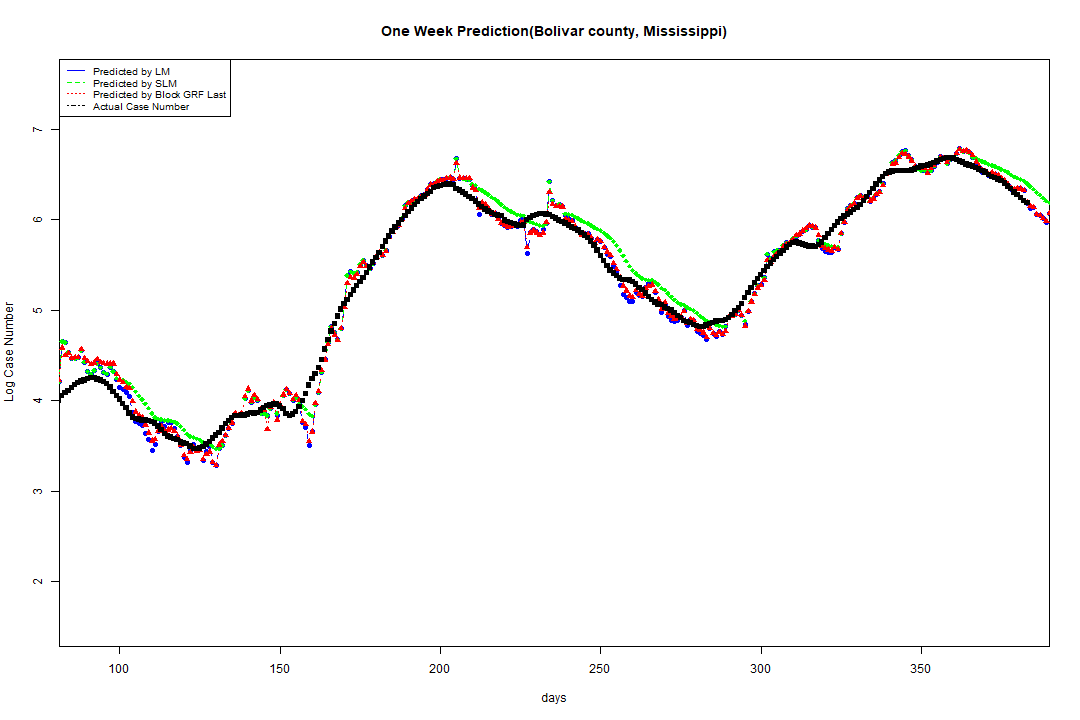 One Week Prediction(Bolivar county, Mississippi)
Predicted by LM
Predicted by SLM
Predicted by Block GRF Last
Actual Case Number
7
6
5
4
3
2
Log Case Number
100 150 200 250 300 350
days